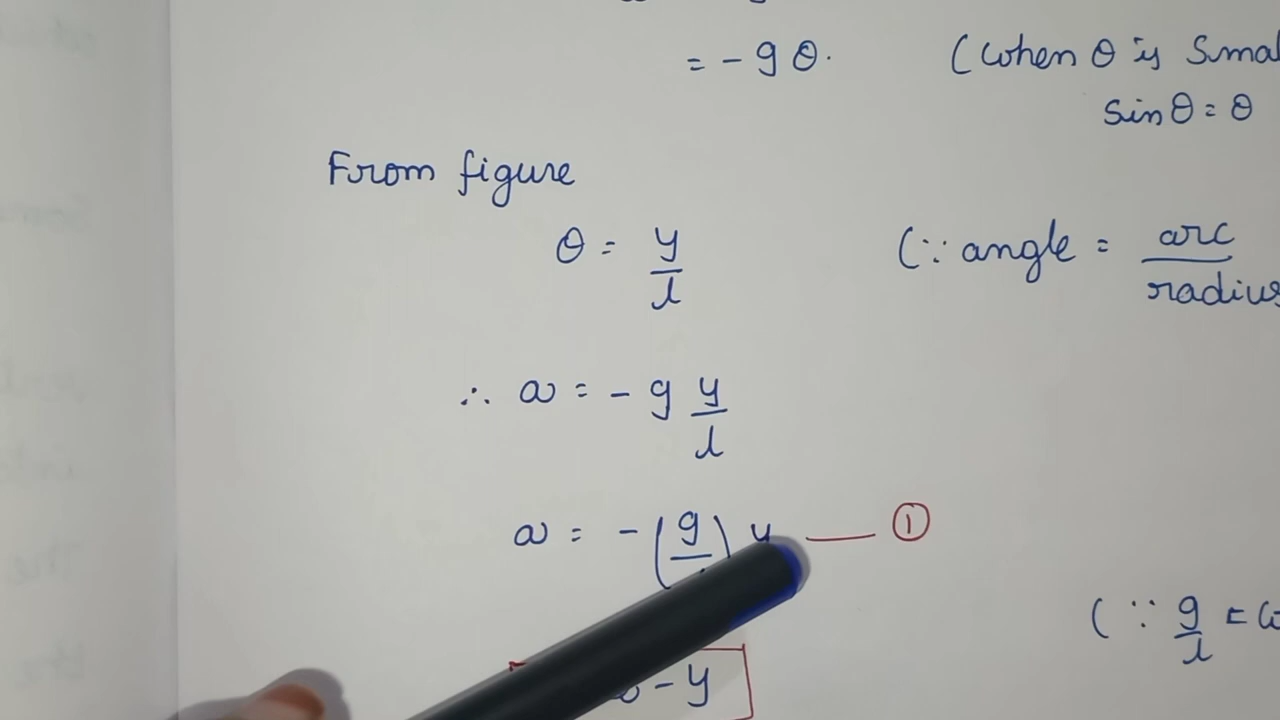 = - g θ. (When θ is Smal
sin θ = θ
From figure
θ = y/l (∵ angle = arc/radius
∴ a = - g y/l
a = - (g/ ) y — ①
(∵ g/l =
- y